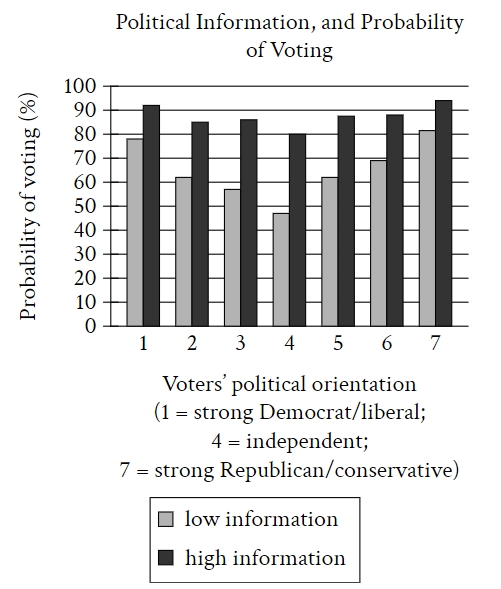 Political Information, and Probability
of Voting
Probability of voting (%)
100
90
80
70
60
50
40
30
20
10
0
1 2 3 4 5 6 7
Voters’ political orientation
(1 = strong Democrat/liberal;
4 = independent;
7 = strong Republican/conservative)
low information
high information